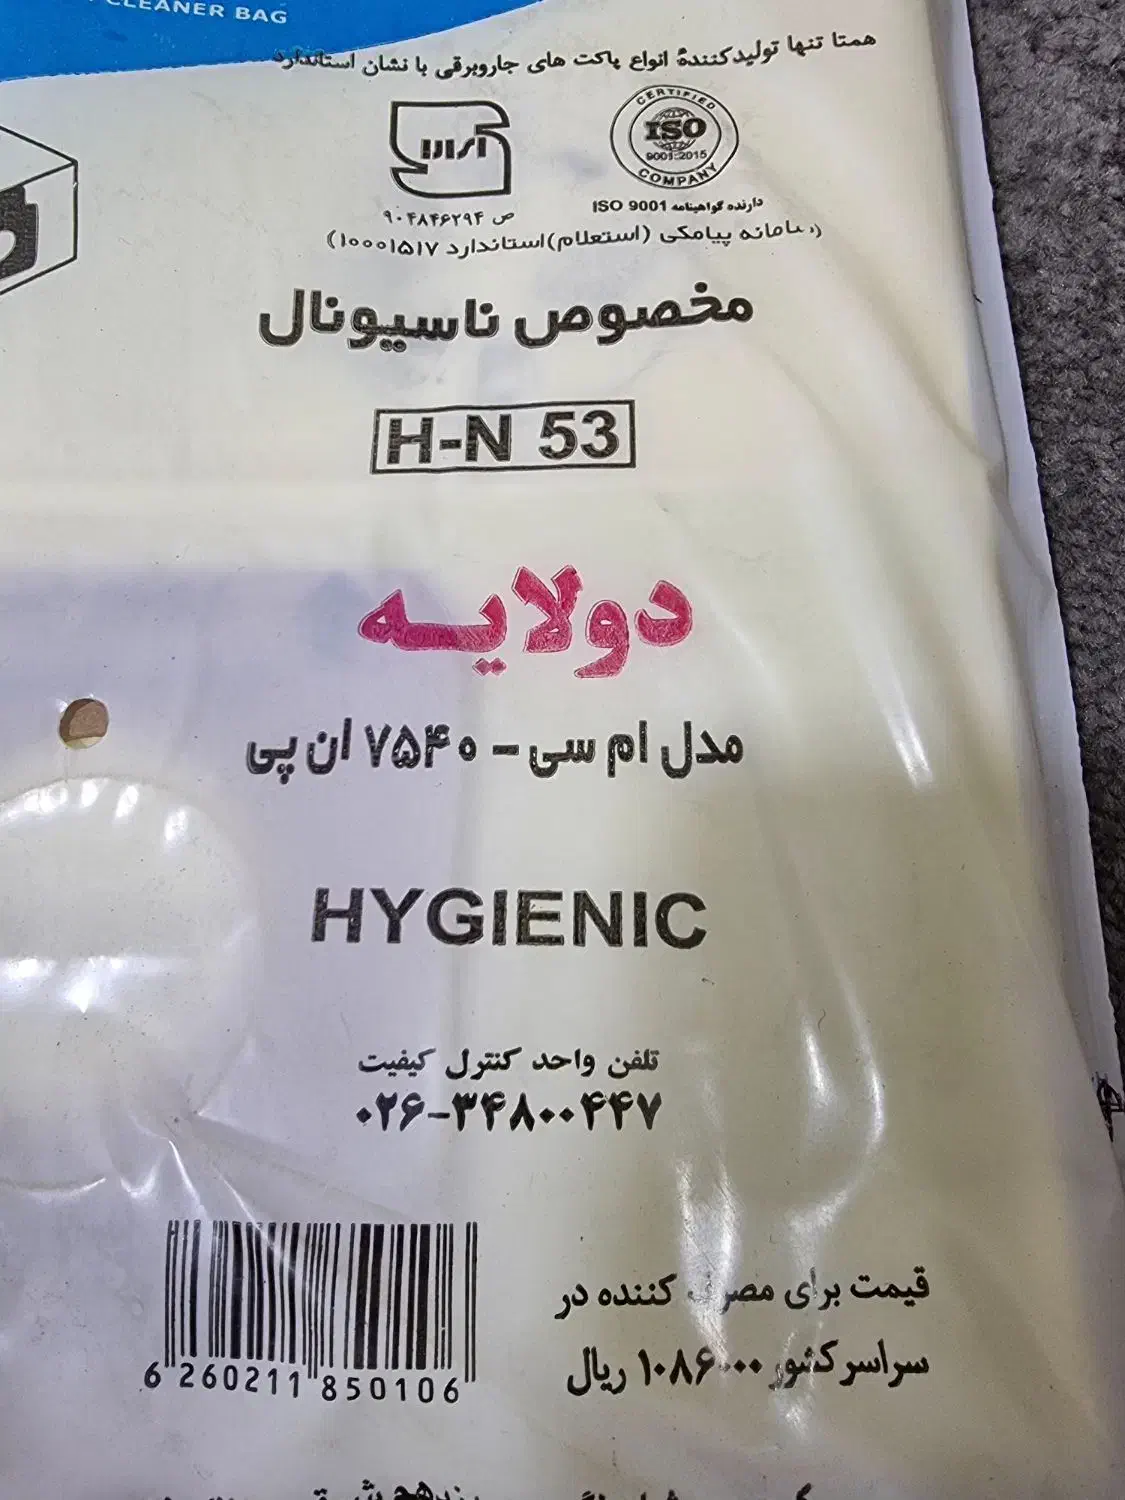 CLEANER BAG
همتا تنها تولیدکنندهٔ انواع پاکت های جاروبرقی با نشان استاندارد
CERTIFIED
ISO
9001:2015
COMPANY
ص ۹۰۴۸۴۶۲۹۴
دارنده گواهینامه ISO 9001
(سامانه پیامکی (استعلام)استاندارد ۱۰۰۰۱۵۱۷)
مخصوص ناسیونال
H-N 53
دولایه
مدل ام سی - ۷۵۴۰ ان پی
HYGIENIC
تلفن واحد کنترل کیفیت
۰۲۶-۳۴۸۰۰۴۴۷
قیمت برای مصرف کننده در
سراسر کشور ۱۰۸۶۰۰۰ ریال
6 260211 850106